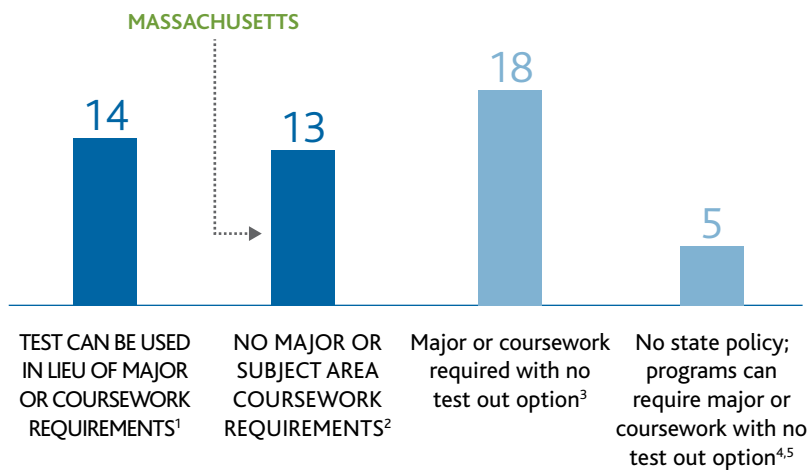 MASSACHUSETTS
14
13
18
5
TEST CAN BE USED
IN LIEU OF MAJOR
OR COURSEWORK
REQUIREMENTS¹
NO MAJOR OR
SUBJECT AREA
COURSEWORK
REQUIREMENTS²
Major or coursework
required with no
test out option³
No state policy;
programs can
require major or
coursework with no
test out option⁴,⁵